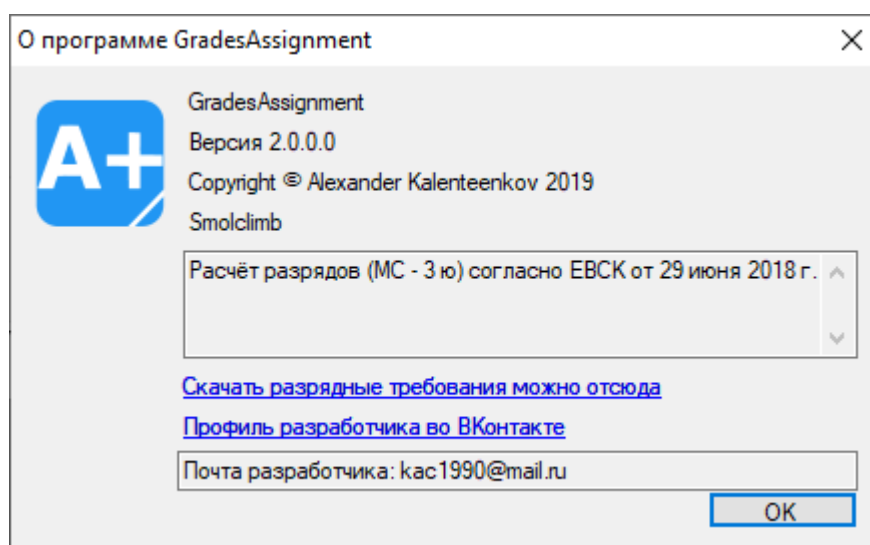 О программе GradesAssignment
A+
GradesAssignment
Версия 2.0.0.0
Copyright © Alexander Kalenteenkov 2019
Smolclimb
Расчёт разрядов (МС - 3 ю) согласно ЕВСК от 29 июня 2018 г.
Скачать разрядные требования можно отсюда
Профиль разработчика во ВКонтакте
Почта разработчика: kac1990@mail.ru
OK